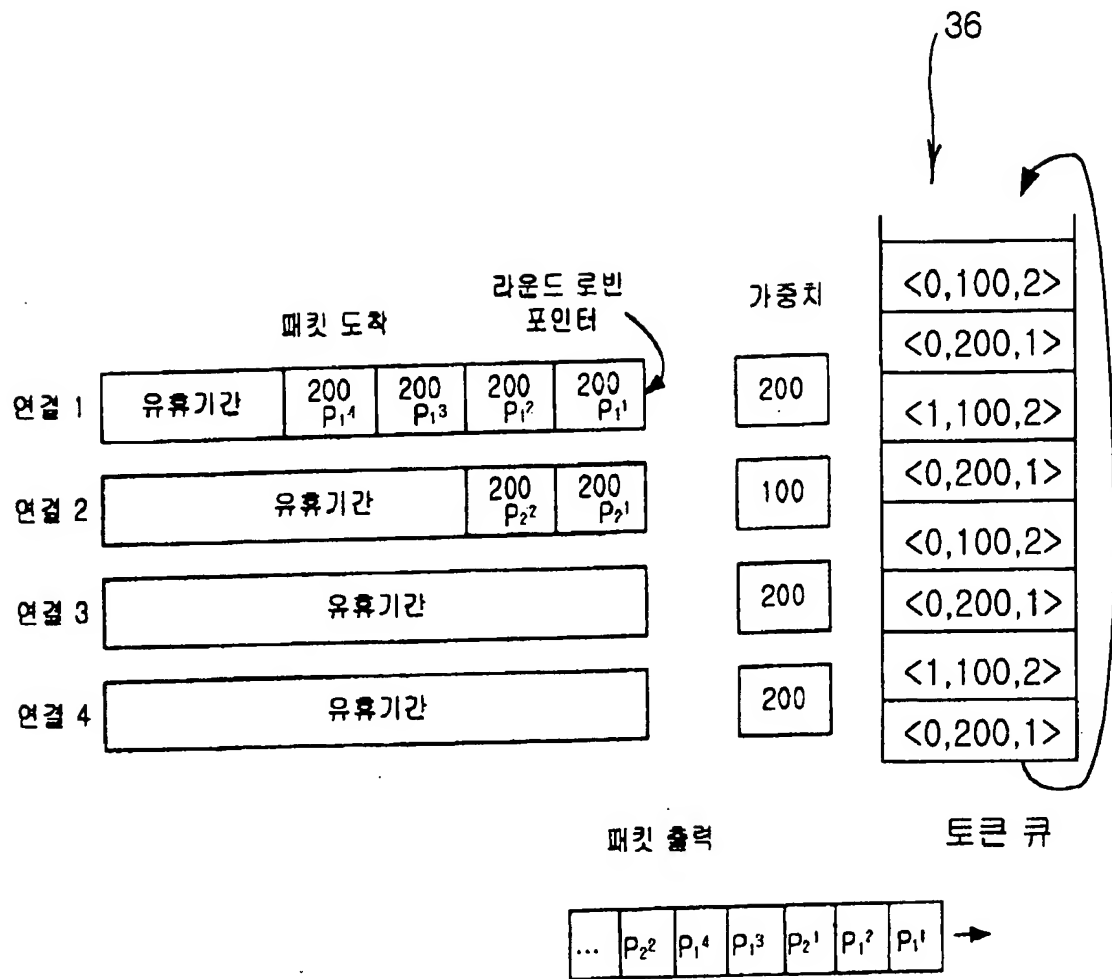 36
라운드 로빈
포인터
패킷 도착
가중치
연결 1
유휴기간
200 P₁⁴
200 P₁³
200 P₁²
200 P₁¹
200
연결 2
유휴기간
200 P₂²
200 P₂¹
100
연결 3
유휴기간
200
연결 4
유휴기간
200
<0,100,2>
<0,200,1>
<1,100,2>
<0,200,1>
<0,100,2>
<0,200,1>
<1,100,2>
<0,200,1>
토큰 큐
패킷 출력
... P₂² P₁⁴ P₁³ P₂¹ P₁² P₁¹